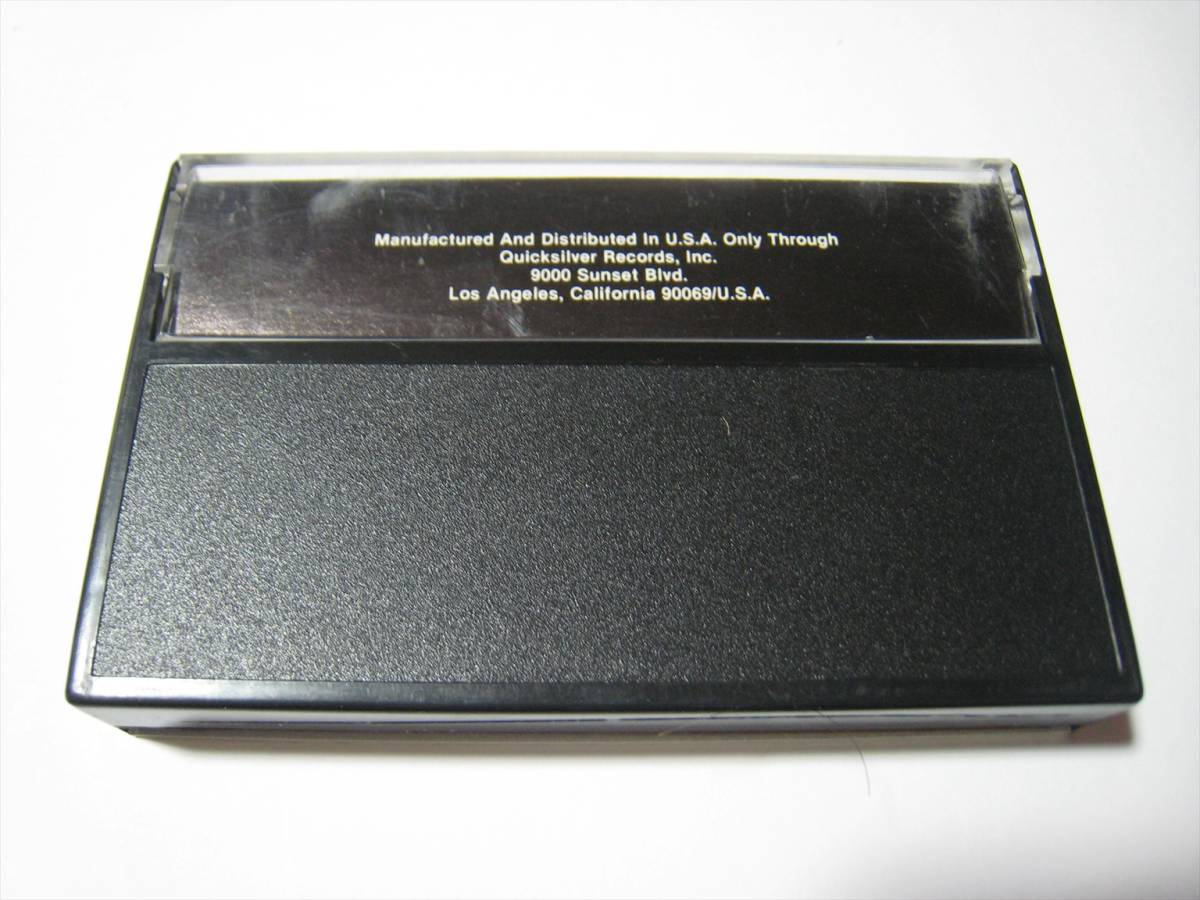 Manufactured And Distributed In U.S.A. Only Through
Quicksilver Records, Inc.
9000 Sunset Blvd.
Los Angeles, California 90069/U.S.A.